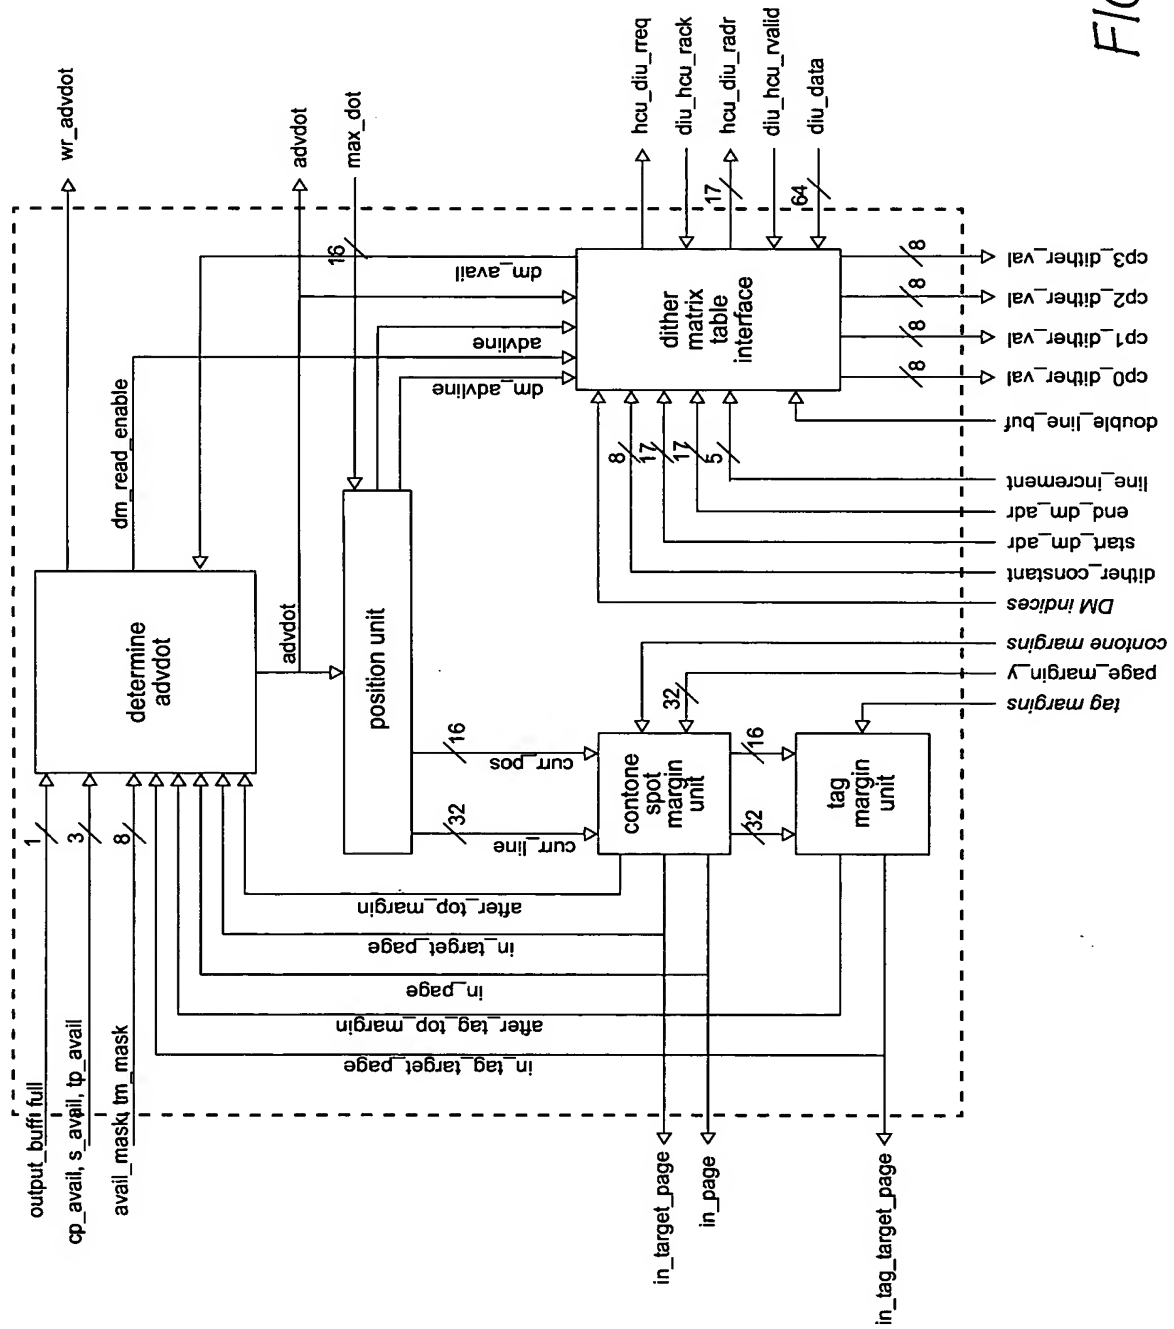 FIG
wr_advdot
advdot
max_dot
16
dm_read_enable
dm_avail
advline
dm_advline
determine
advdot
advdot
position unit
output_buff full
1
cp_avail, s_avail, tp_avail
3
avail_mask, tm_mask
8
16
curr_pos
32
curr_line
contone
spot
margin
unit
16
32
tag
margin
unit
32
after_top_margin
in_target_page
in_page
after_tag_top_margin
in_tag_target_page
in_target_page
in_page
in_tag_target_page
dither
matrix
table
interface
hcu_diu_rreq
diu_hcu_rack
hcu_diu_radr
17
diu_hcu_rvalid
diu_data
64
8
8
8
8
cp3_dither_val
cp2_dither_val
cp1_dither_val
cp0_dither_val
double_line_buf
8
17
17
5
line_increment
end_dm_adr
start_dm_adr
dither_constant
DM indices
contone margins
page_margin_y
tag margins